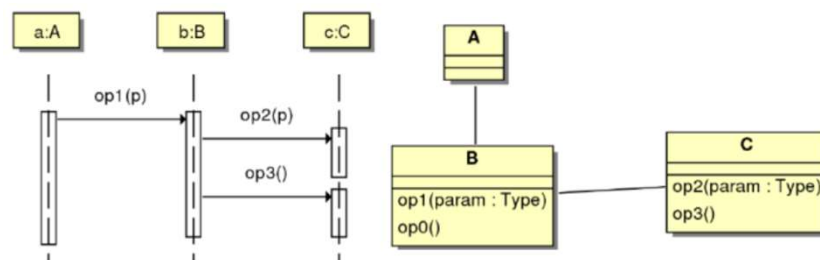 a:A
b:B
c:C
op1(p)
op2(p)
op3()
A
B
op1(param : Type)
op0()
C
op2(param : Type)
op3()